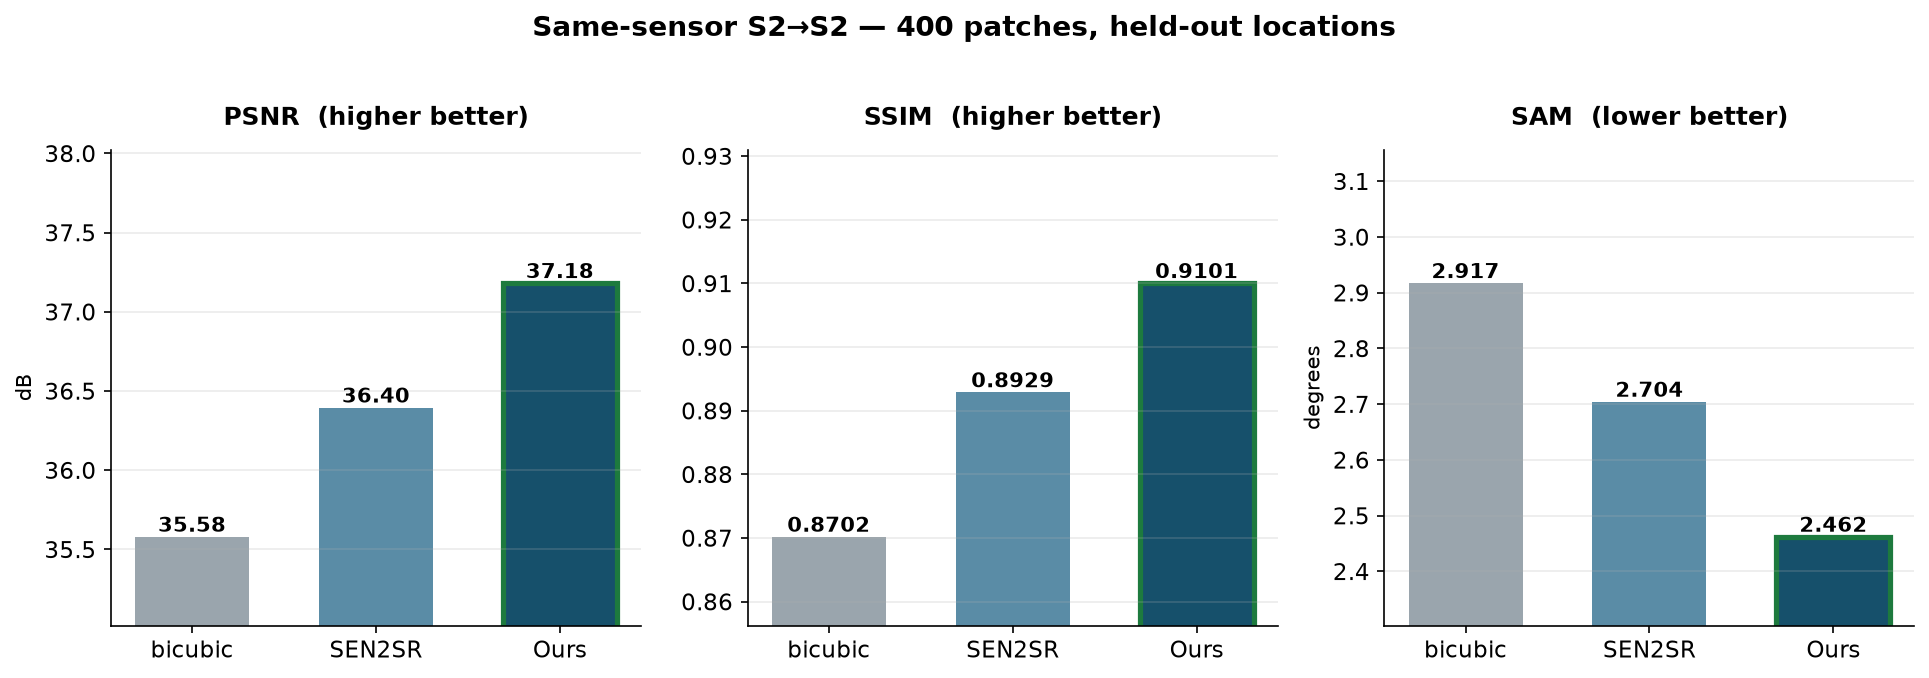 Same-sensor S2→S2 — 400 patches, held-out locations
PSNR (higher better)
38.0
37.5
37.0
36.5
36.0
35.5
dB
35.58
36.40
37.18
bicubic
SEN2SR
Ours
SSIM (higher better)
0.93
0.92
0.91
0.90
0.89
0.88
0.87
0.86
0.8702
0.8929
0.9101
bicubic
SEN2SR
Ours
SAM (lower better)
3.1
3.0
2.9
2.8
2.7
2.6
2.5
2.4
degrees
2.917
2.704
2.462
bicubic
SEN2SR
Ours